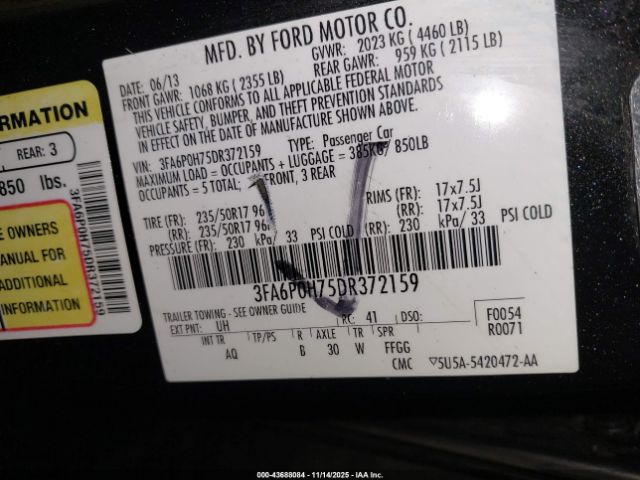 MFD. BY FORD MOTOR CO.
DATE: 06/13 GVWR: 2023 KG ( 4460 LB)
FRONT GAWR: 1068 KG ( 2355 LB) REAR GAWR: 959 KG ( 2115 LB)
THIS VEHICLE CONFORMS TO ALL APPLICABLE FEDERAL MOTOR
VEHICLE SAFETY, BUMPER, AND THEFT PREVENTION STANDARDS
IN EFFECT ON THE DATE OF MANUFACTURE SHOWN ABOVE.
VIN: 3FA6P0H75DR372159 TYPE: Passenger Car
MAXIMUM LOAD = OCCUPANTS + LUGGAGE = 385KG/ 850LB
OCCUPANTS = 5 TOTAL; FRONT, 3 REAR
TIRE (FR): 235/50R17 96 RIMS (FR): 17x7.5J
(RR): 235/50R17 96 (RR): 17x7.5J
PRESSURE (FR): 230 kPa/ 33 PSI COLD (RR): 230 kPa/ 33 PSI COLD
3FA6P0H75DR372159
TRAILER TOWING - SEE OWNER GUIDE
EXT PNT: UH RC: 41 DSO: F0054
R0071
INT TR TP/PS R AXLE TR SPR
AQ B 30 W FFGG
CMC 5U5A-5420472-AA
ORMATION
REAR: 3
850 lbs.
E OWNERS
ANUAL FOR
DDITIONAL
FORMATION
3FA6P0H75DR372159
000-43688084 - 11/14/2025 - IAA Inc.